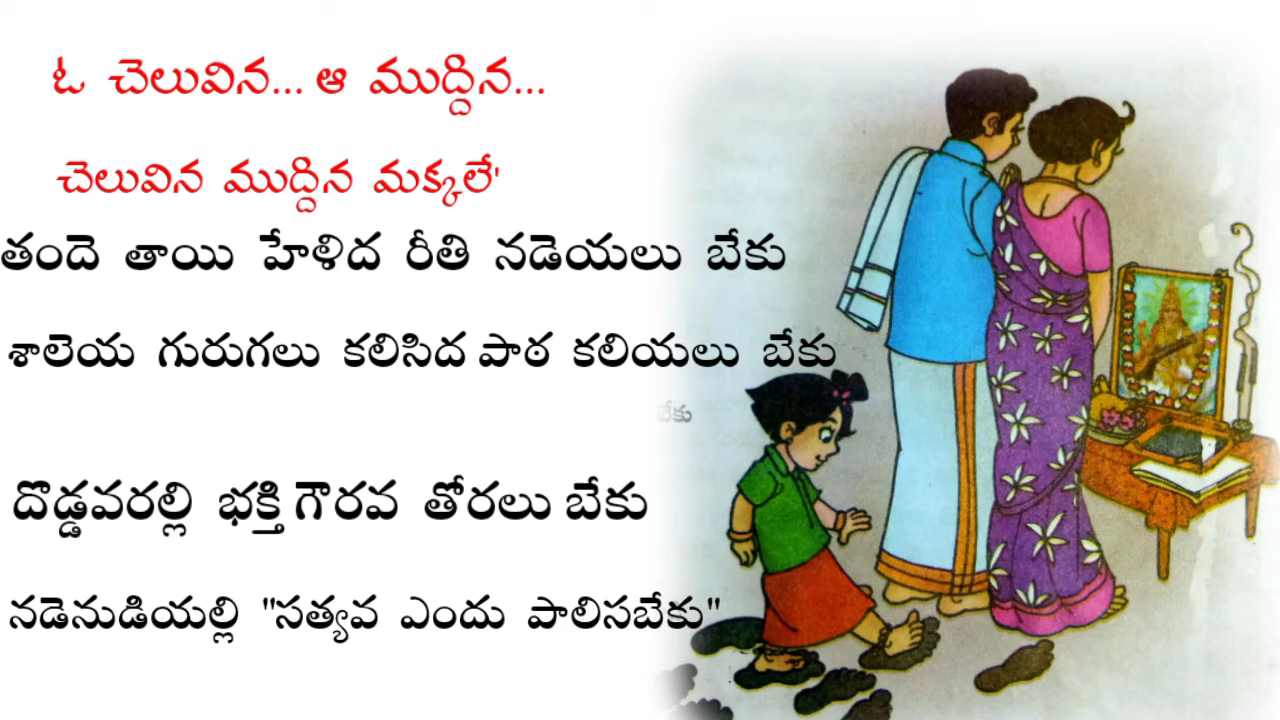 ఓ చెలువిన... ఆ ముద్దిన...
చెలువిన ముద్దిన మక్కలే'
తందె తాయి హేళిద రీతి నడెయలు బేకు
శాలెయ గురుగలు కలిసిద పాఠ కలియలు బేకు
బేకు
దొడ్డవరల్లి భక్తి గౌరవ తోరలు బేకు
నడెనుడియల్లి "సత్యవ ఎందు పాలిసబేకు"